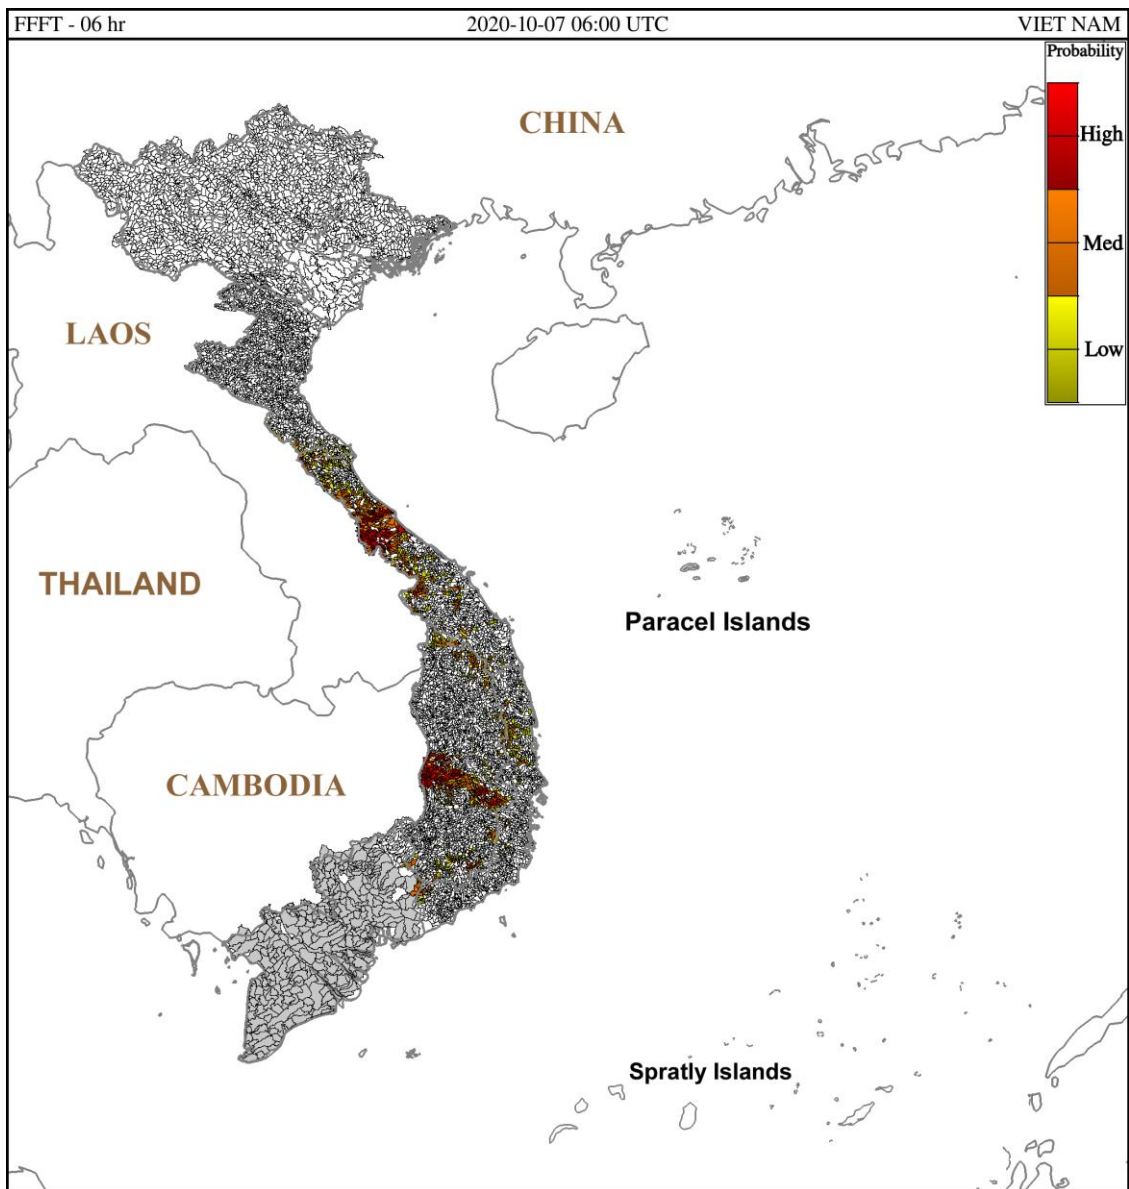 FFFT - 06 hr
2020-10-07 06:00 UTC
VIET NAM
Probability
CHINA
High
Med
LAOS
Low
THAILAND
Paracel Islands
CAMBODIA
Spratly Islands